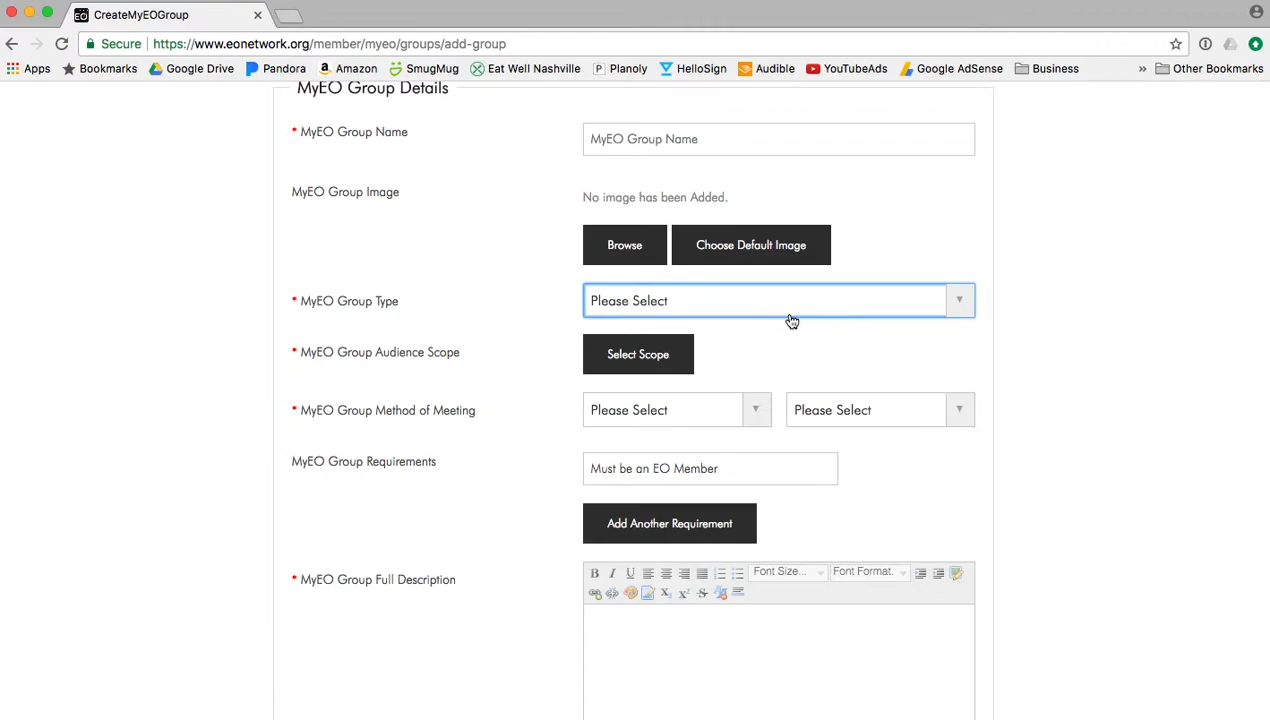 CreateMyEOGroup
Secure https://www.eonetwork.org/member/myeo/groups/add-group
Apps Bookmarks Google Drive Pandora Amazon SmugMug Eat Well Nashville Planoly HelloSign Audible YouTubeAds Google AdSense Business » Other Bookmarks
MyEO Group Details
* MyEO Group Name MyEO Group Name
MyEO Group Image No image has been Added.
Browse Choose Default Image
* MyEO Group Type Please Select
* MyEO Group Audience Scope Select Scope
* MyEO Group Method of Meeting Please Select Please Select
MyEO Group Requirements Must be an EO Member
Add Another Requirement
* MyEO Group Full Description B I U Font Size... Font Format.